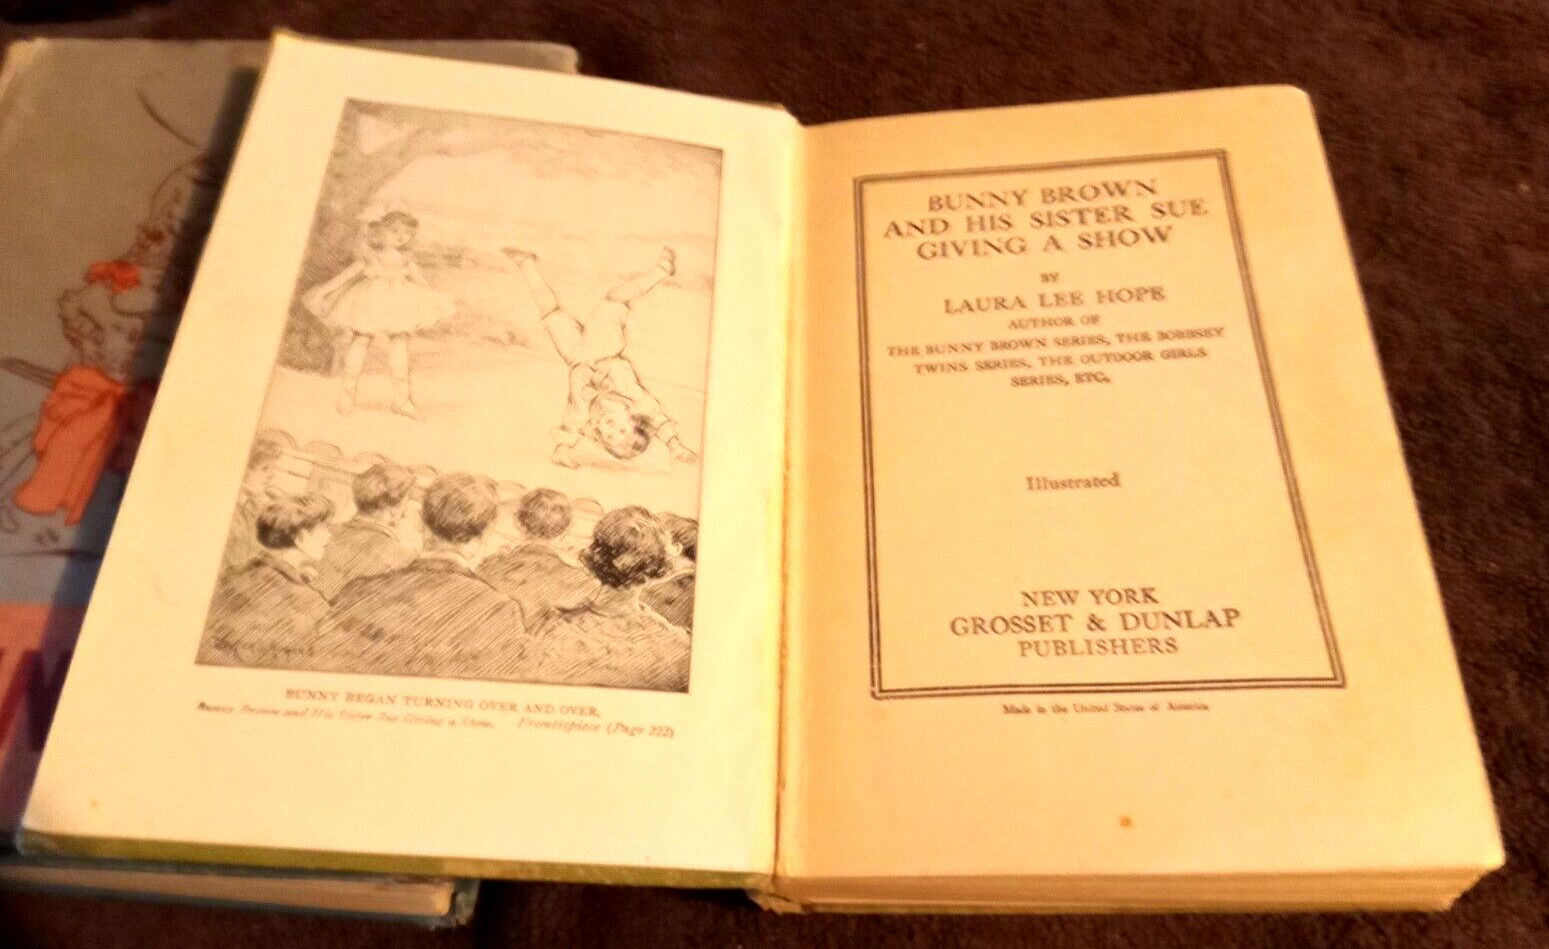 BUNNY BEGAN TURNING OVER AND OVER,
Bunny Brown and His Sister Sue Giving a Show. Frontispiece (Page 222)
BUNNY BROWN
AND HIS SISTER SUE
GIVING A SHOW
BY
LAURA LEE HOPE
AUTHOR OF
THE BUNNY BROWN SERIES, THE BOBBSEY
TWINS SERIES, THE OUTDOOR GIRLS
SERIES, ETC.
Illustrated
NEW YORK
GROSSET & DUNLAP
PUBLISHERS
Made in the United States of America